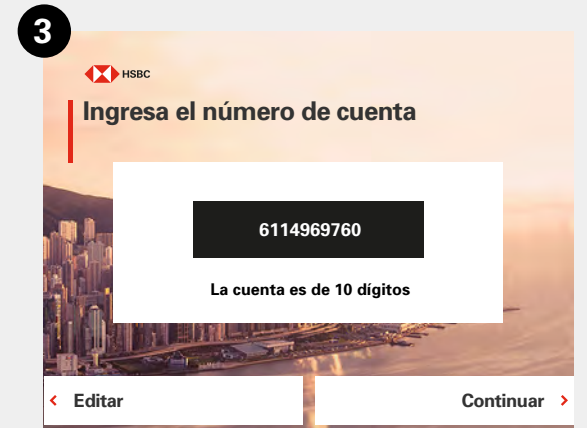 3
HSBC
Ingresa el número de cuenta
6114969760
La cuenta es de 10 dígitos
Editar
Continuar